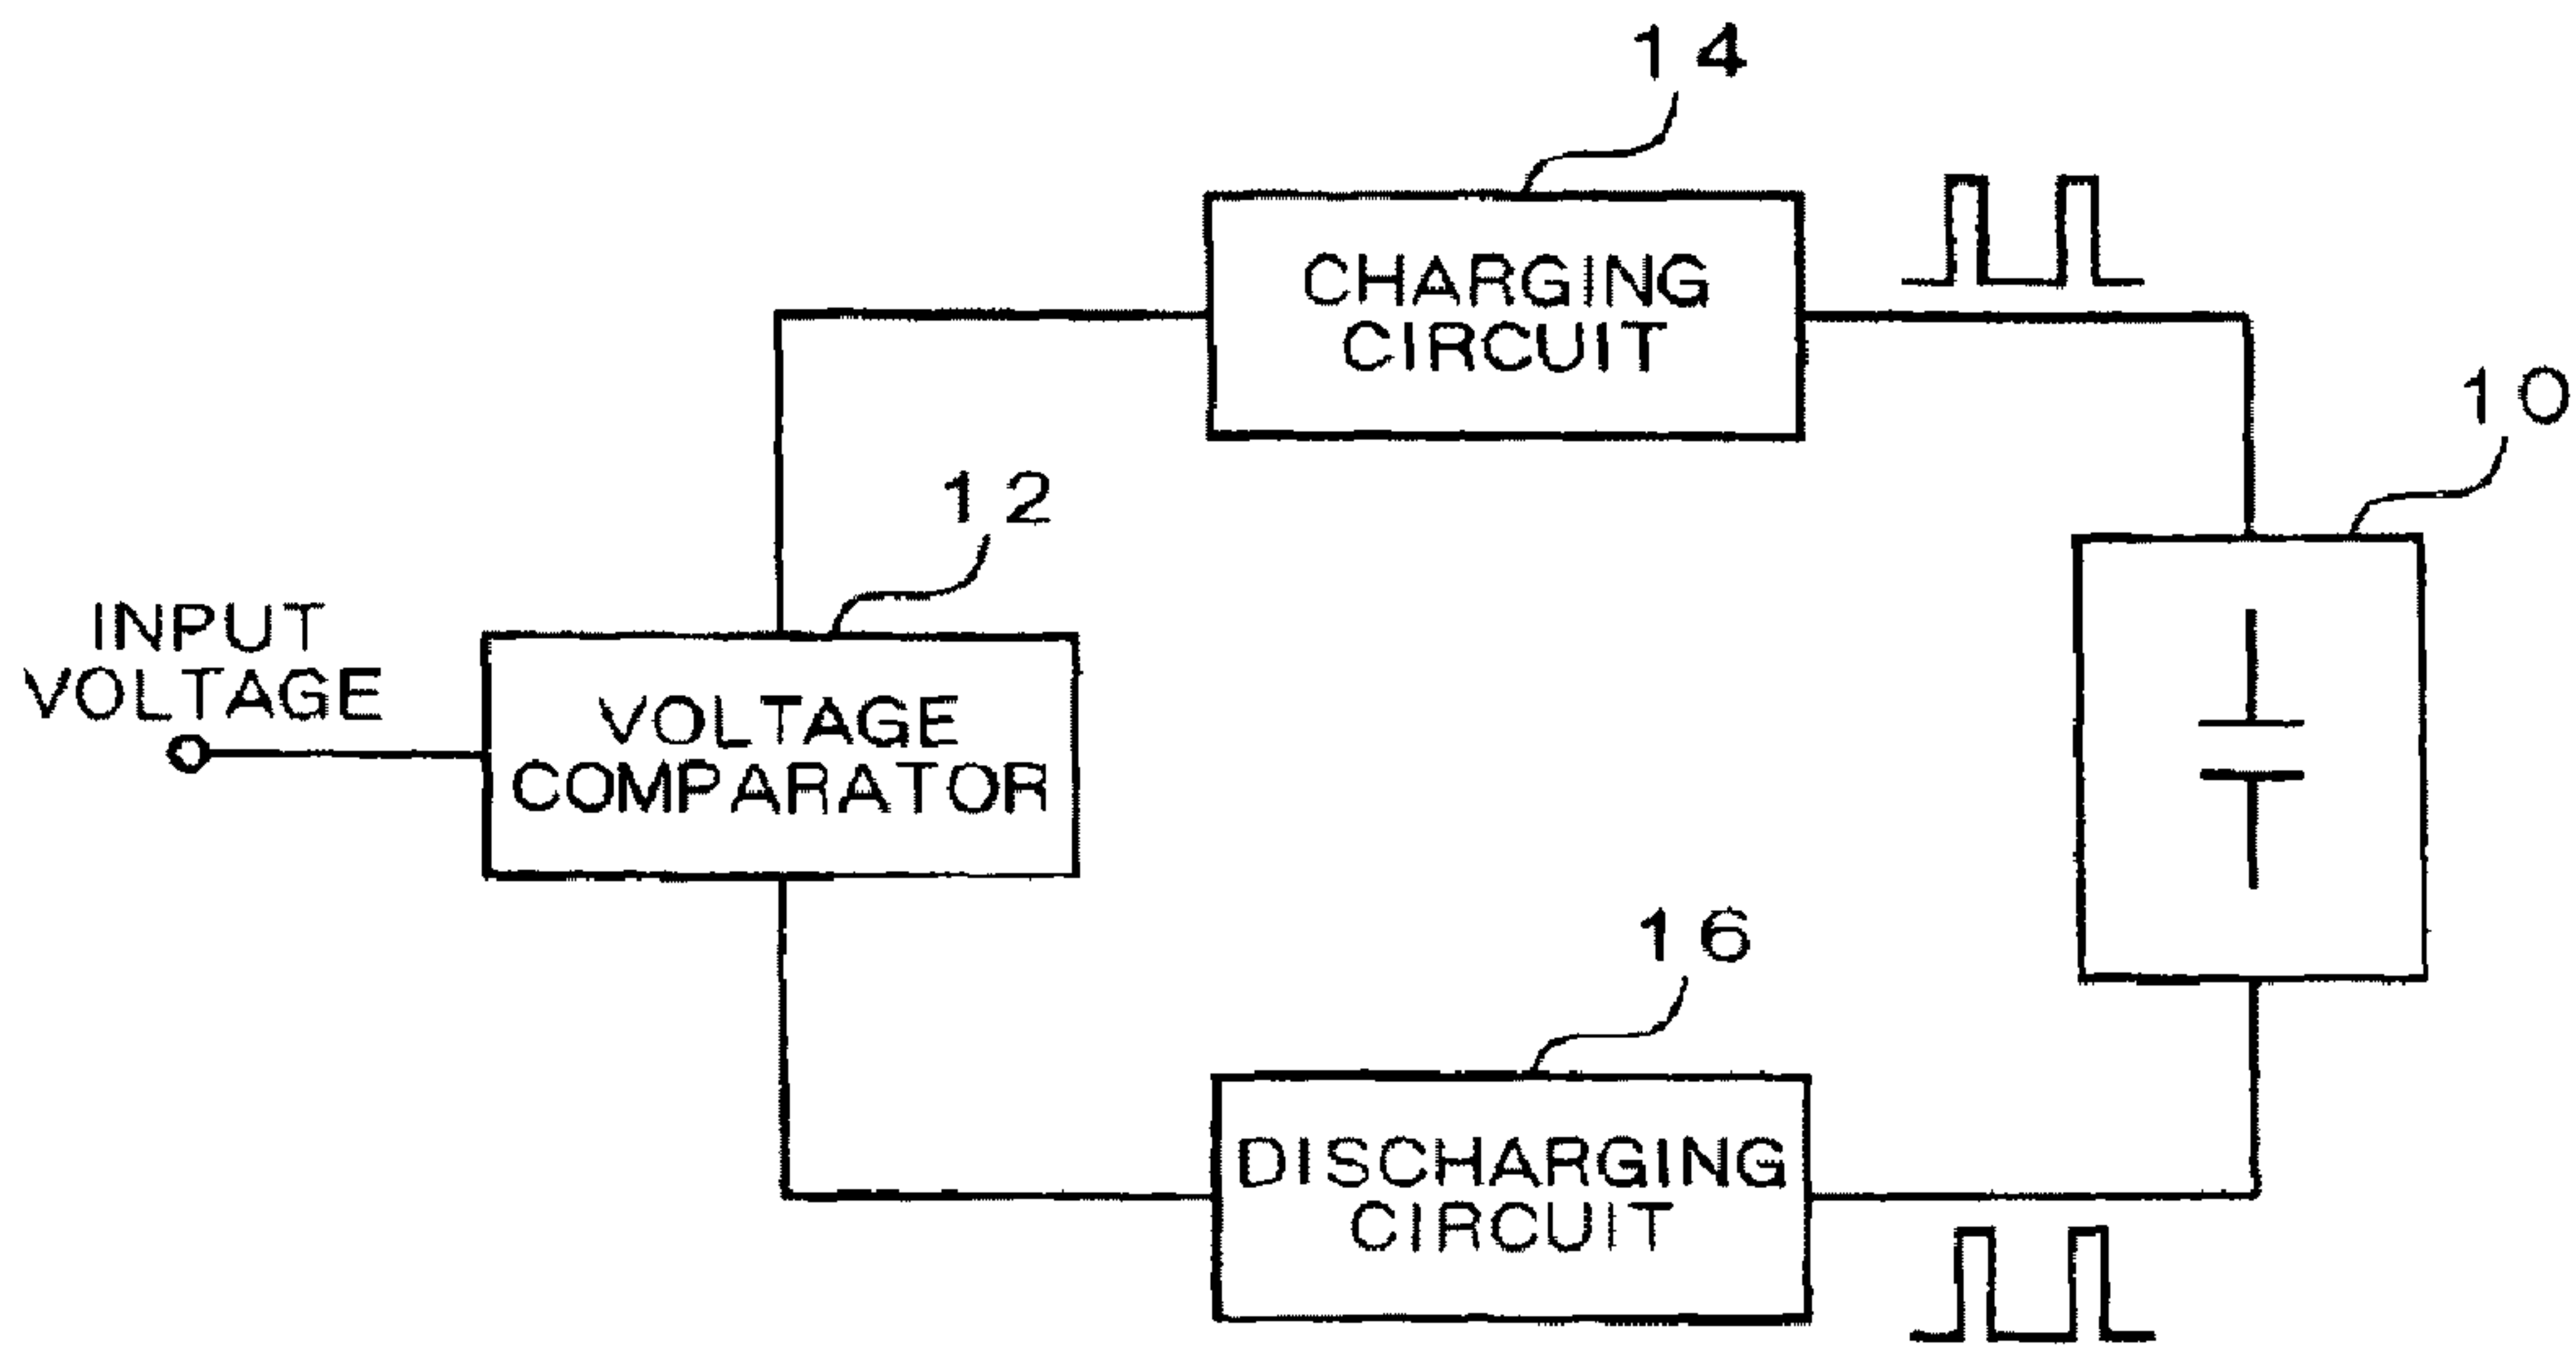 14
CHARGING
CIRCUIT
10
12
INPUT
VOLTAGE
VOLTAGE
COMPARATOR
16
DISCHARGING
CIRCUIT